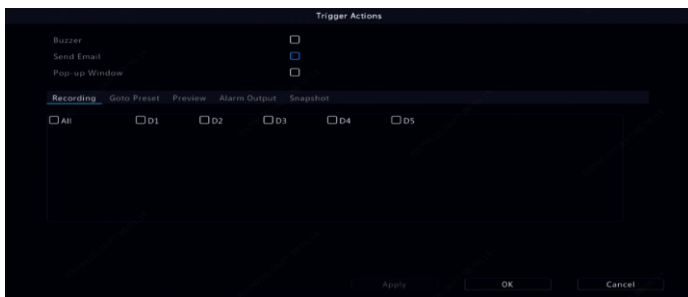 Trigger Actions
Buzzer
Send Email
Pop-up Window
Recording Goto Preset Preview Alarm Output Snapshot
All D1 D2 D3 D4 D5
Apply OK Cancel